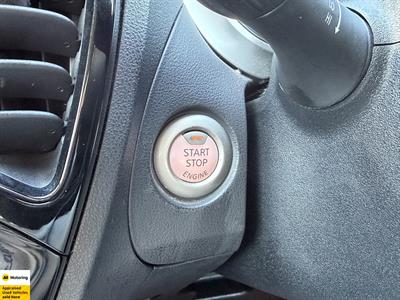 START
STOP
ENGINE
AA Motoring
Appraised
Used Vehicles
sold here